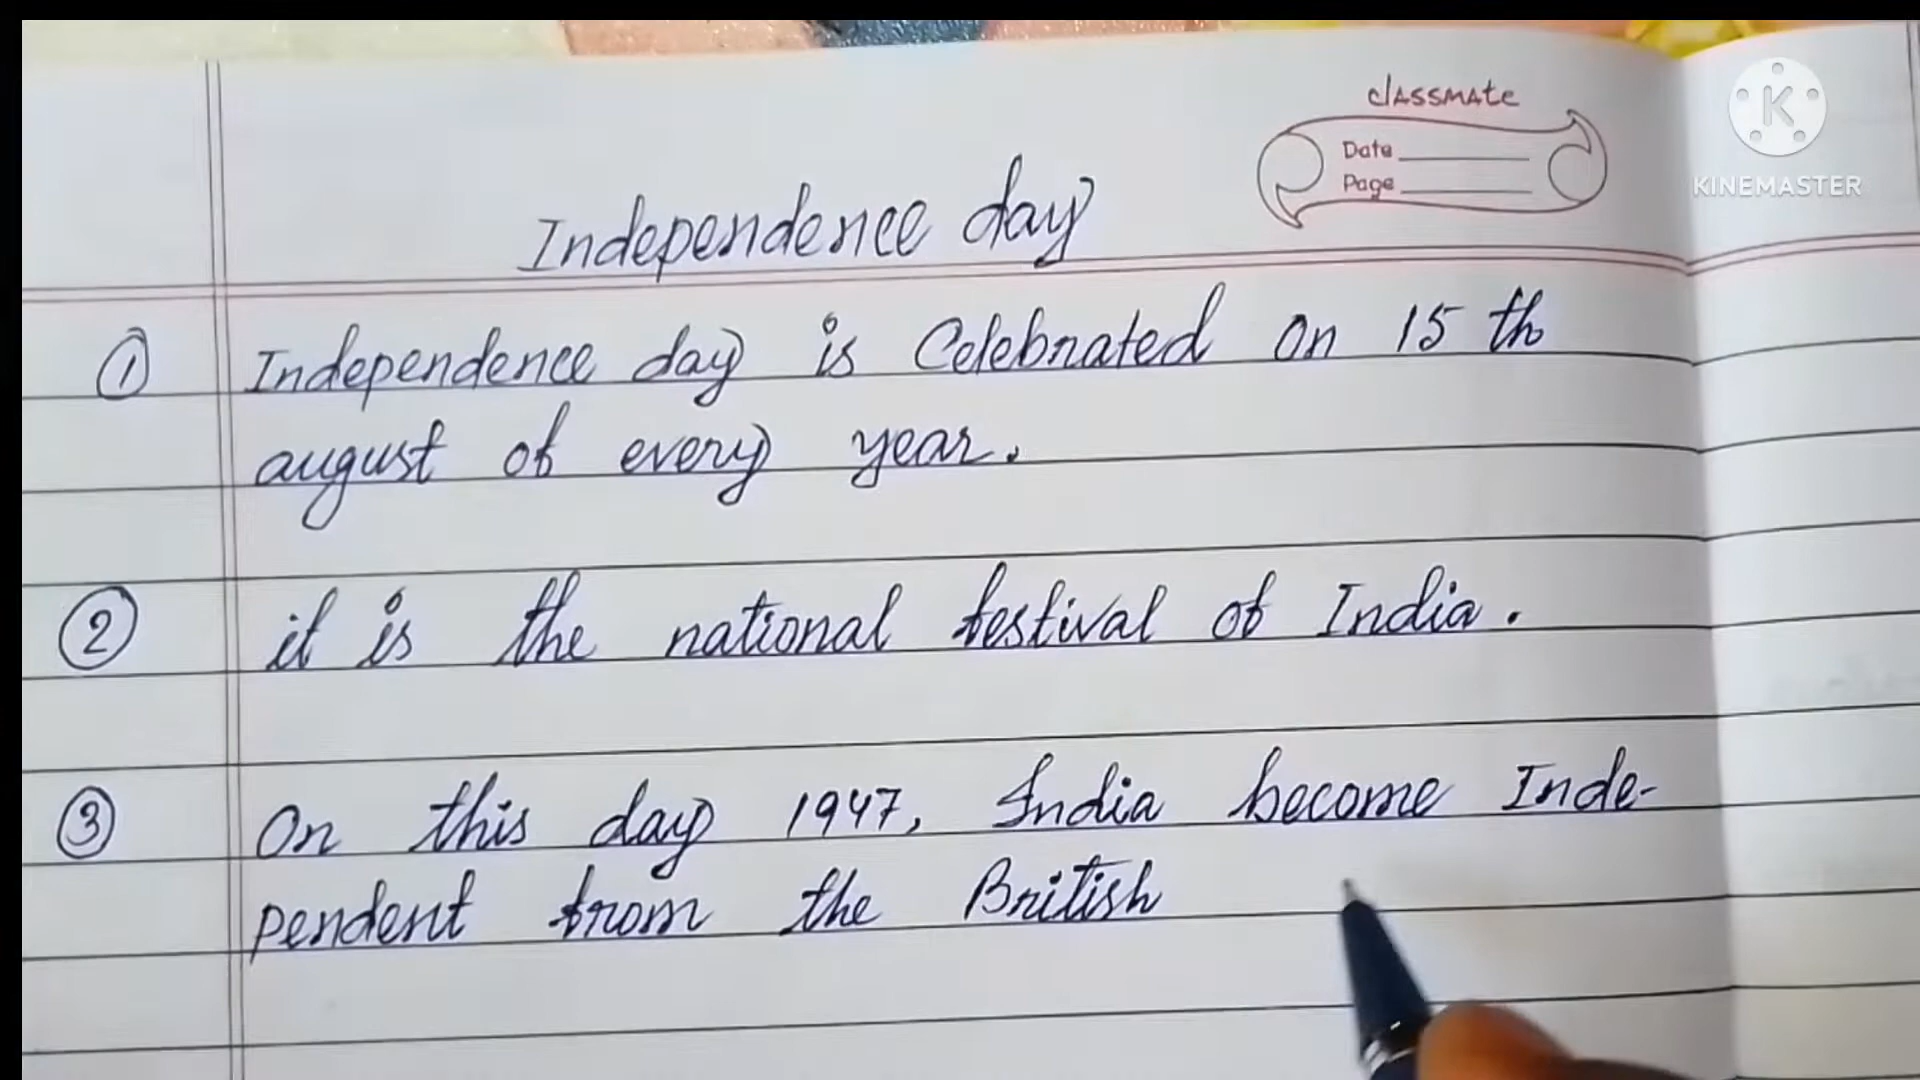 classmate
Date
Page
KINEMASTER
Independence day
① Independence day is Celebrated on 15 th
august of every year.
② it is the national festival of India.
③ On this day 1947, India become Inde-
pendent from the British